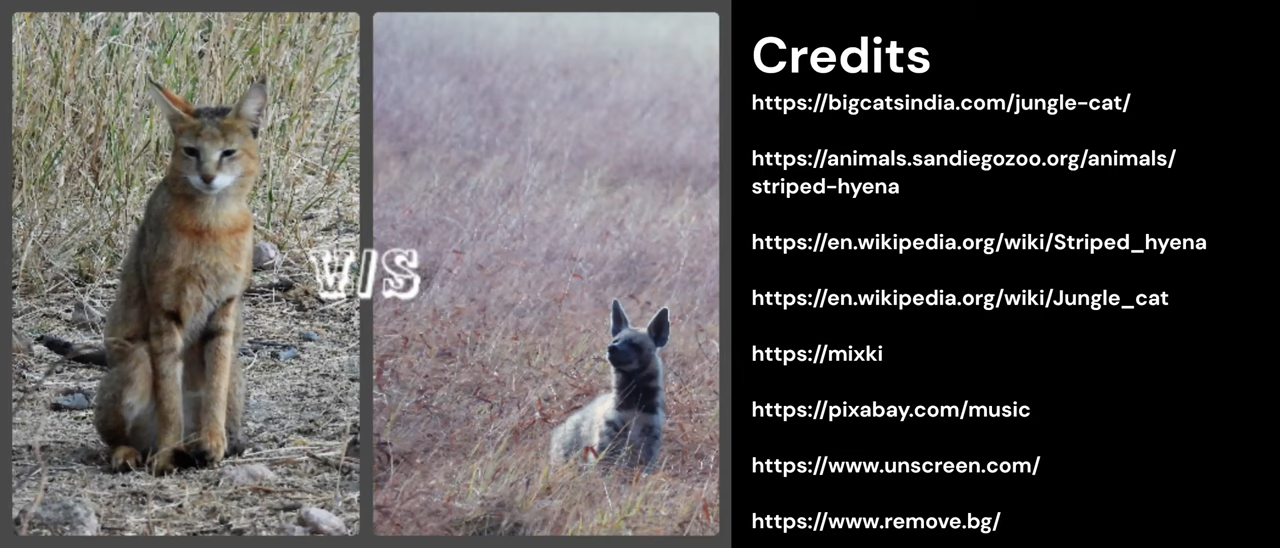 V/S
Credits
https://bigcatsindia.com/jungle-cat/
https://animals.sandiegozoo.org/animals/
striped-hyena
https://en.wikipedia.org/wiki/Striped_hyena
https://en.wikipedia.org/wiki/Jungle_cat
https://mixki
https://pixabay.com/music
https://www.unscreen.com/
https://www.remove.bg/